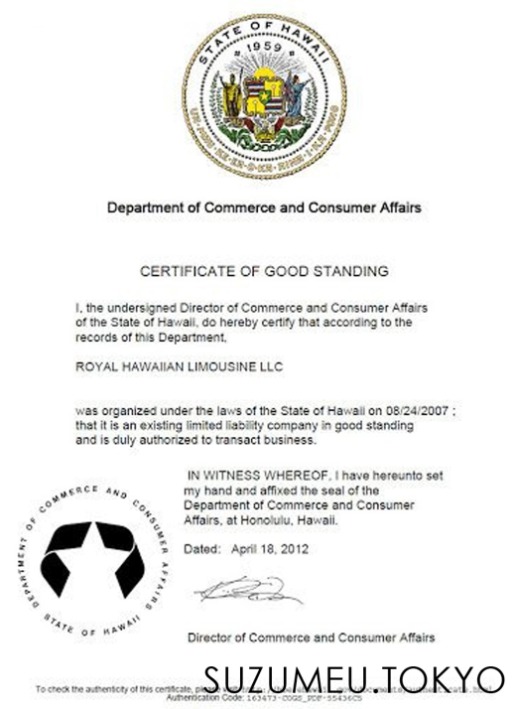 STATE OF HAWAII
1959
Department of Commerce and Consumer Affairs
CERTIFICATE OF GOOD STANDING
I, the undersigned Director of Commerce and Consumer Affairs
of the State of Hawaii, do hereby certify that according to the
records of this Department,
ROYAL HAWAIIAN LIMOUSINE LLC
was organized under the laws of the State of Hawaii on 08/24/2007 ;
that it is an existing limited liability company in good standing
and is duly authorized to transact business.
IN WITNESS WHEREOF, I have hereunto set
my hand and affixed the seal of the
Department of Commerce and Consumer
Affairs, at Honolulu, Hawaii.
Dated: April 18, 2012
DEPARTMENT OF COMMERCE AND CONSUMER AFFAIRS
STATE OF HAWAII
Director of Commerce and Consumer Affairs
SUZUMEU.TOKYO
To check the authenticity of this certificate, please
Authentication Code: